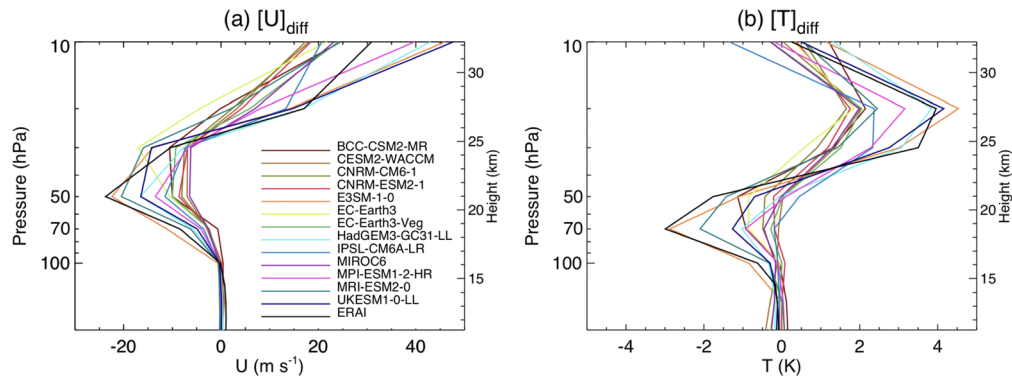 (a) [U]diff
10
50
70
100
Pressure (hPa)
30
25
20
15
Height (km)
-20
0
20
40
U (m s-1)
BCC-CSM2-MR
CESM2-WACCM
CNRM-CM6-1
CNRM-ESM2-1
E3SM-1-0
EC-Earth3
EC-Earth3-Veg
HadGEM3-GC31-LL
IPSL-CM6A-LR
MIROC6
MPI-ESM1-2-HR
MRI-ESM2-0
UKESM1-0-LL
ERAI
(b) [T]diff
10
50
70
100
Pressure (hPa)
30
25
20
15
Height (km)
-4
-2
0
2
4
T (K)